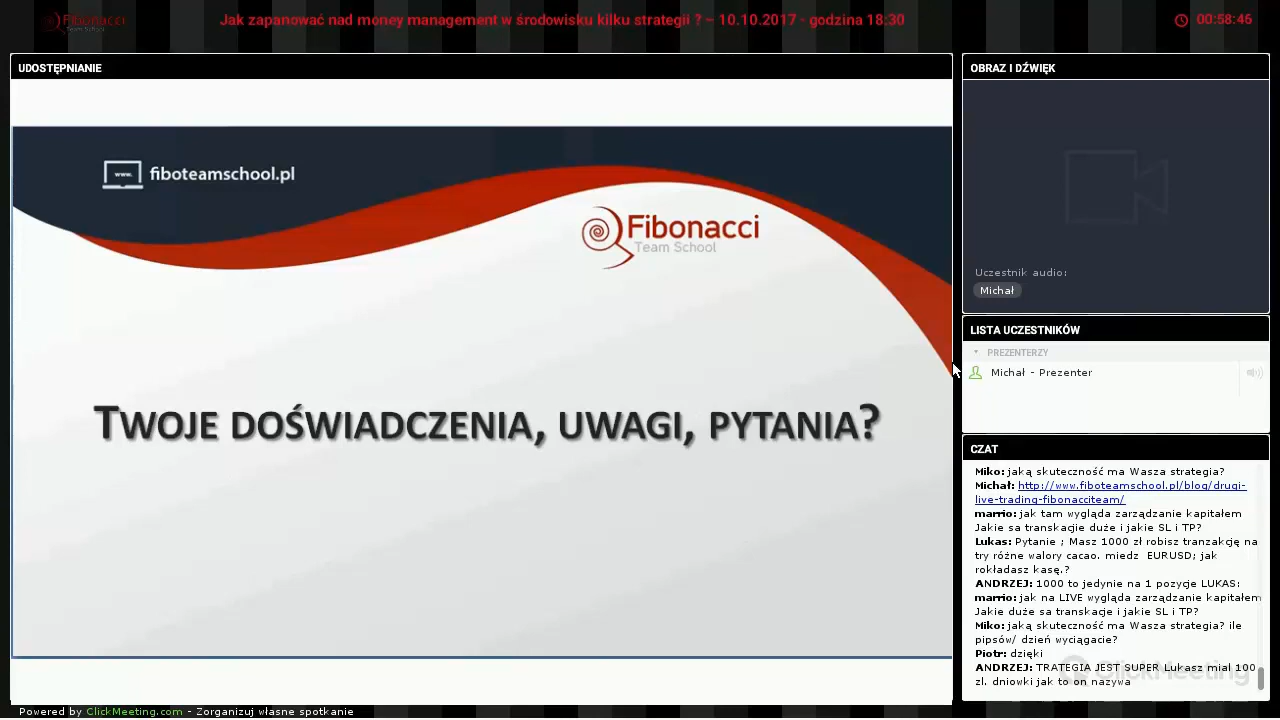 Fibonacci
Team School
Jak zapanować nad money management w środowisku kilku strategii ? – 10.10.2017 - godzina 18:30
00:58:46
UDOSTĘPNIANIE
www.
fiboteamschool.pl
Fibonacci
Team School
TWOJE DOŚWIADCZENIA, UWAGI, PYTANIA?
OBRAZ I DŹWIĘK
Uczestnik audio:
Michał
LISTA UCZESTNIKÓW
PREZENTERZY
Michał - Prezenter
CZAT
Miko: jaką skuteczność ma Wasza strategia?
Michał: http://www.fiboteamschool.pl/blog/drugi-
live-trading-fibonacciteam/
marrio: jak tam wygląda zarządzanie kapitałem
Jakie sa transkacjie duże i jakie SL i TP?
Lukas: Pytanie ; Masz 1000 zł robisz tranzakcję na
try różne walory cacao. miedz EURUSD; jak
rokładasz kasę.?
ANDRZEJ: 1000 to jedynie na 1 pozycje LUKAS:
marrio: jak na LIVE wygląda zarządzanie kapitałem
Jakie duże sa transkacje i jakie SL i TP?
Miko: jaką skuteczność ma Wasza strategia? ile
pipsów/ dzień wyciągacie?
Piotr: dzięki
ANDRZEJ: TRATEGIA JEST SUPER Lukasz mial 100
zl. dniowki jak to on nazywa
ClickMeeting
Powered by ClickMeeting.com - Zorganizuj własne spotkanie